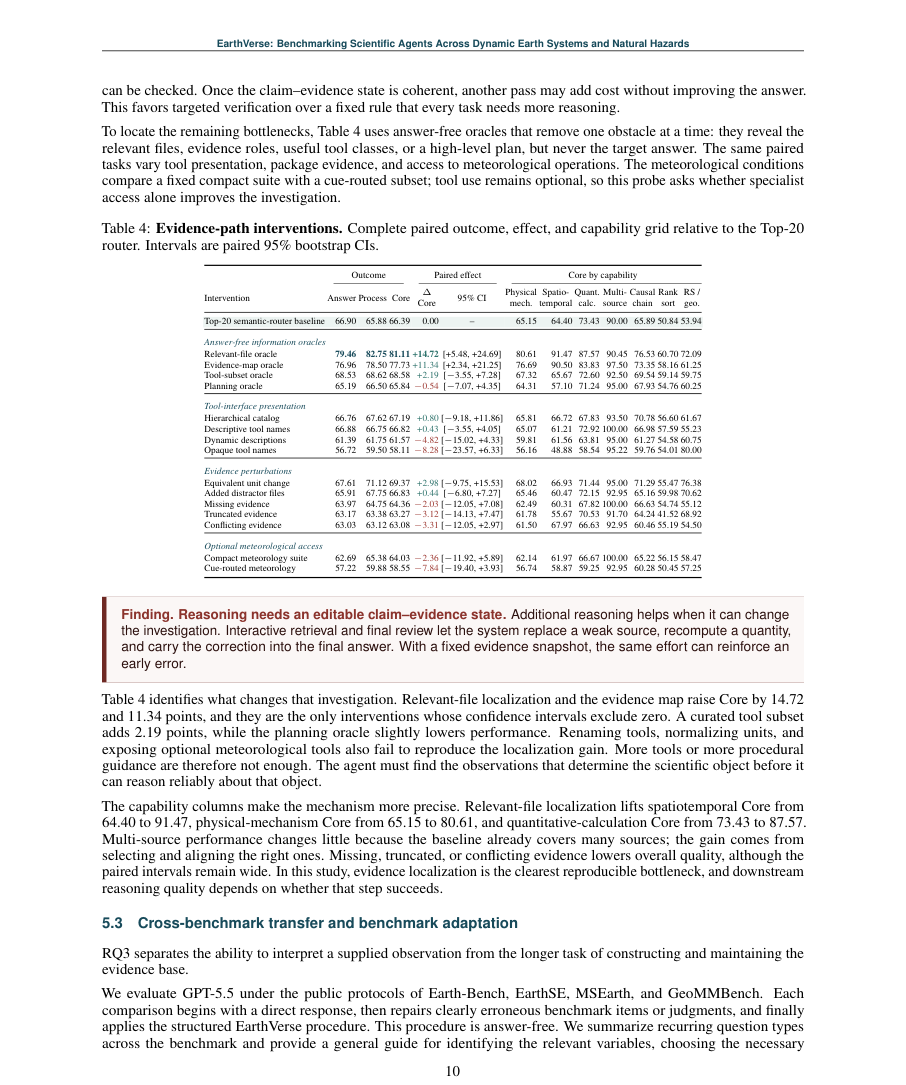 EarthVerse: Benchmarking Scientific Agents Across Dynamic Earth Systems and Natural Hazards
can be checked. Once the claim–evidence state is coherent, another pass may add cost without improving the answer.
This favors targeted verification over a fixed rule that every task needs more reasoning.
To locate the remaining bottlenecks, Table 4 uses answer-free oracles that remove one obstacle at a time: they reveal the
relevant files, evidence roles, useful tool classes, or a high-level plan, but never the target answer. The same paired
tasks vary tool presentation, package evidence, and access to meteorological operations. The meteorological conditions
compare a fixed compact suite with a cue-routed subset; tool use remains optional, so this probe asks whether specialist
access alone improves the investigation.
Table 4: Evidence-path interventions. Complete paired outcome, effect, and capability grid relative to the Top-20
router. Intervals are paired 95% bootstrap CIs.
Outcome Paired effect Core by capability
Intervention Answer Process Core Δ Core 95% CI Physical mech. Spatio-temporal Quant. calc. Multi-source Causal chain Rank sort RS / geo.
Top-20 semantic-router baseline 66.90 65.88 66.39 0.00 – 65.15 64.40 73.43 90.00 65.89 50.84 53.94
Answer-free information oracles
Relevant-file oracle 79.46 82.75 81.11 +14.72 [+5.48, +24.69] 80.61 91.47 87.57 90.45 76.53 60.70 72.09
Evidence-map oracle 76.96 78.50 77.73 +11.34 [+2.34, +21.25] 76.69 90.50 83.83 97.50 73.35 58.16 61.25
Tool-subset oracle 68.53 68.62 68.58 +2.19 [−3.55, +7.28] 67.32 65.67 72.60 92.50 69.54 59.14 59.75
Planning oracle 65.19 66.50 65.84 −0.54 [−7.07, +4.35] 64.31 57.10 71.24 95.00 67.93 54.76 60.25
Tool-interface presentation
Hierarchical catalog 66.76 67.62 67.19 +0.80 [−9.18, +11.86] 65.81 66.72 67.83 93.50 70.78 56.60 61.67
Descriptive tool names 66.88 66.75 66.82 +0.43 [−3.55, +4.05] 65.07 61.21 72.92 100.00 66.98 57.59 55.23
Dynamic descriptions 61.39 61.75 61.57 −4.82 [−15.02, +4.33] 59.81 61.56 63.81 95.00 61.27 54.58 60.75
Opaque tool names 56.72 59.50 58.11 −8.28 [−23.57, +6.33] 56.16 48.88 58.54 95.22 59.76 54.01 80.00
Evidence perturbations
Equivalent unit change 67.61 71.12 69.37 +2.98 [−9.75, +15.53] 68.02 66.93 71.44 95.00 71.29 55.47 76.38
Added distractor files 65.91 67.75 66.83 +0.44 [−6.80, +7.27] 65.46 60.47 72.15 92.95 65.16 59.98 70.62
Missing evidence 63.97 64.75 64.36 −2.03 [−12.05, +7.08] 62.49 60.31 67.82 100.00 66.63 54.74 55.12
Truncated evidence 63.17 63.38 63.27 −3.12 [−14.13, +7.47] 61.78 55.67 70.53 91.70 64.24 41.52 68.92
Conflicting evidence 63.03 63.12 63.08 −3.31 [−12.05, +2.97] 61.50 67.97 66.63 92.95 60.46 55.19 54.50
Optional meteorological access
Compact meteorology suite 62.69 65.38 64.03 −2.36 [−11.92, +5.89] 62.14 61.97 66.67 100.00 65.22 56.15 58.47
Cue-routed meteorology 57.22 59.88 58.55 −7.84 [−19.40, +3.93] 56.74 58.87 59.25 92.95 60.28 50.45 57.25
Finding. Reasoning needs an editable claim–evidence state. Additional reasoning helps when it can change
the investigation. Interactive retrieval and final review let the system replace a weak source, recompute a quantity,
and carry the correction into the final answer. With a fixed evidence snapshot, the same effort can reinforce an
early error.
Table 4 identifies what changes that investigation. Relevant-file localization and the evidence map raise Core by 14.72
and 11.34 points, and they are the only interventions whose confidence intervals exclude zero. A curated tool subset
adds 2.19 points, while the planning oracle slightly lowers performance. Renaming tools, normalizing units, and
exposing optional meteorological tools also fail to reproduce the localization gain. More tools or more procedural
guidance are therefore not enough. The agent must find the observations that determine the scientific object before it
can reason reliably about that object.
The capability columns make the mechanism more precise. Relevant-file localization lifts spatiotemporal Core from
64.40 to 91.47, physical-mechanism Core from 65.15 to 80.61, and quantitative-calculation Core from 73.43 to 87.57.
Multi-source performance changes little because the baseline already covers many sources; the gain comes from
selecting and aligning the right ones. Missing, truncated, or conflicting evidence lowers overall quality, although the
paired intervals remain wide. In this study, evidence localization is the clearest reproducible bottleneck, and downstream
reasoning quality depends on whether that step succeeds.
5.3 Cross-benchmark transfer and benchmark adaptation
RQ3 separates the ability to interpret a supplied observation from the longer task of constructing and maintaining the
evidence base.
We evaluate GPT-5.5 under the public protocols of Earth-Bench, EarthSE, MSEarth, and GeoMMBench. Each
comparison begins with a direct response, then repairs clearly erroneous benchmark items or judgments, and finally
applies the structured EarthVerse procedure. This procedure is answer-free. We summarize recurring question types
across the benchmark and provide a general guide for identifying the relevant variables, choosing the necessary
10